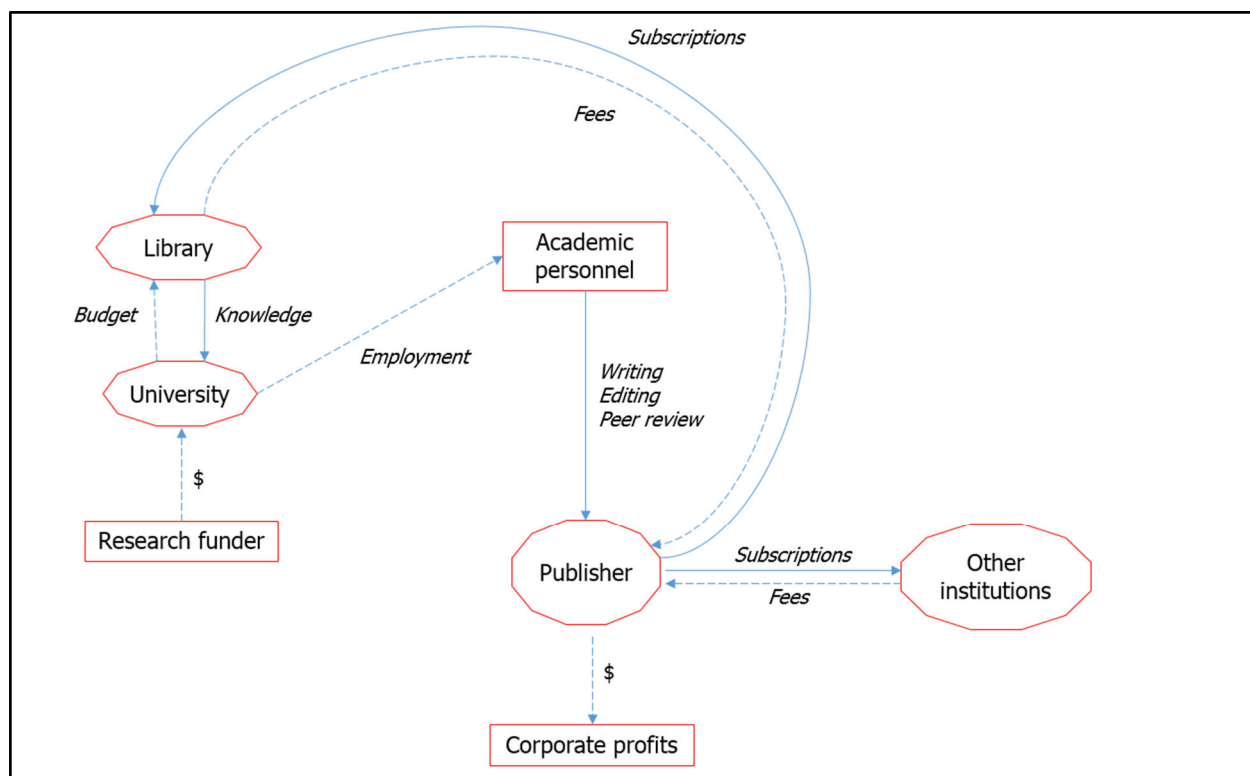 Subscriptions
Fees
Library
Academic
personnel
Budget
Knowledge
Employment
University
Writing
Editing
Peer review
$
Research funder
Publisher
Subscriptions
Fees
Other
institutions
$
Corporate profits